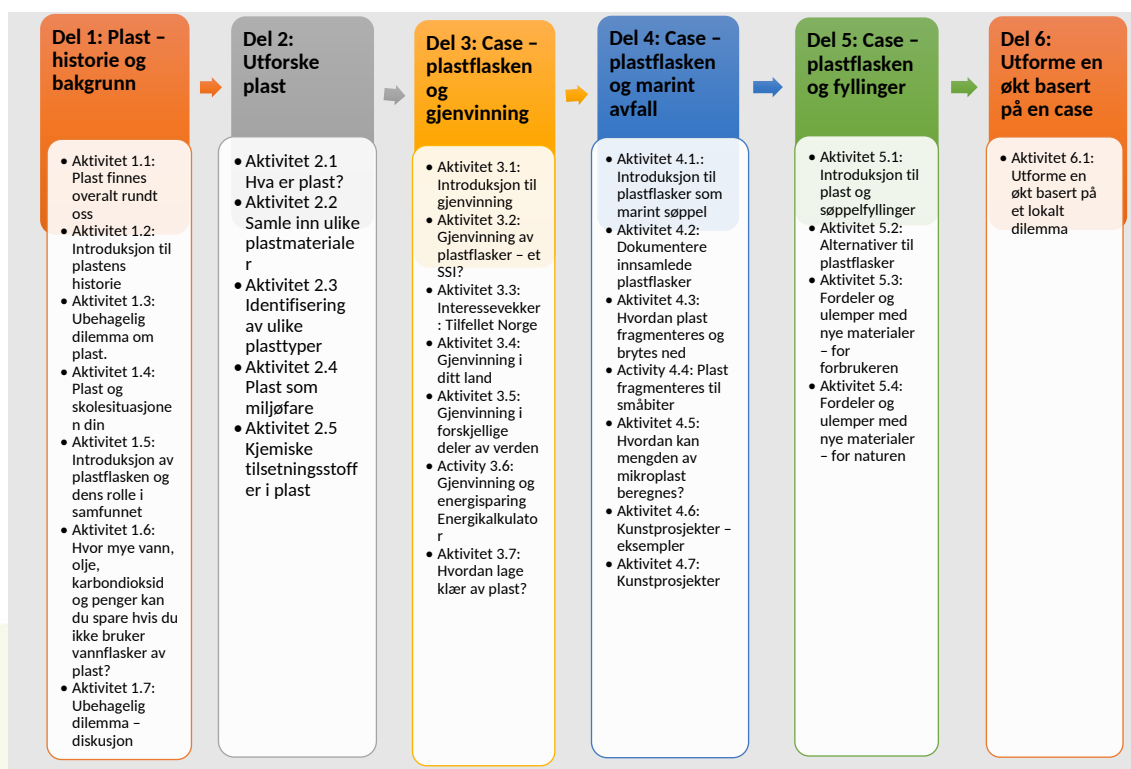 Del 1: Plast –
historie og
bakgrunn
• Aktivitet 1.1:
Plast finnes
overalt rundt
oss
• Aktivitet 1.2:
Introduksjon til
plastens
historie
• Aktivitet 1.3:
Ubehagelig
dilemma om
plast.
• Aktivitet 1.4:
Plast og
skolesituasjone
n din
• Aktivitet 1.5:
Introduksjon av
plastflasken og
dens rolle i
samfunnet
• Aktivitet 1.6:
Hvor mye vann,
olje,
karbondioksid
og penger kan
du spare hvis du
ikke bruker
vannflasker av
plast?
• Aktivitet 1.7:
Ubehagelig
dilemma –
diskusjon
Del 2:
Utforske
plast
• Aktivitet 2.1
Hva er plast?
• Aktivitet 2.2
Samle inn ulike
plastmateriale
r
• Aktivitet 2.3
Identifisering
av ulike
plasttyper
• Aktivitet 2.4
Plast som
miljøfare
• Aktivitet 2.5
Kjemiske
tilsetningsstoff
er i plast
Del 3: Case –
plastflasken
og
gjenvinning
• Aktivitet 3.1:
Introduksjon til
gjenvinning
• Aktivitet 3.2:
Gjenvinning av
plastflasker – et
SSI?
• Aktivitet 3.3:
Interessevekker
: Tilfellet Norge
• Aktivitet 3.4:
Gjenvinning i
ditt land
• Aktivitet 3.5:
Gjenvinning i
forskjellige
deler av verden
• Activity 3.6:
Gjenvinning og
energisparing
Energikalkulato
r
• Aktivitet 3.7:
Hvordan lage
klær av plast?
Del 4: Case –
plastflasken
og marint
avfall
• Aktivitet 4.1.:
Introduksjon til
plastflasker som
marint søppel
• Aktivitet 4.2:
Dokumentere
innsamlede
plastflasker
• Aktivitet 4.3:
Hvordan plast
fragmenteres og
brytes ned
• Activity 4.4: Plast
fragmenteres til
småbiter
• Aktivitet 4.5:
Hvordan kan
mengden av
mikroplast
beregnes?
• Aktivitet 4.6:
Kunstprosjekter –
eksempler
• Aktivitet 4.7:
Kunstprosjekter
Del 5: Case –
plastflasken
og fyllinger
• Aktivitet 5.1:
Introduksjon til
plast og
søppelfyllinger
• Aktivitet 5.2:
Alternativer til
plastflasker
• Aktivitet 5.3:
Fordeler og
ulemper med
nye materialer
– for
forbrukeren
• Aktivitet 5.4:
Fordeler og
ulemper med
nye materialer
– for naturen
Del 6:
Utforme en
økt basert
på en case
• Aktivitet 6.1:
Utforme en
økt basert på
et lokalt
dilemma